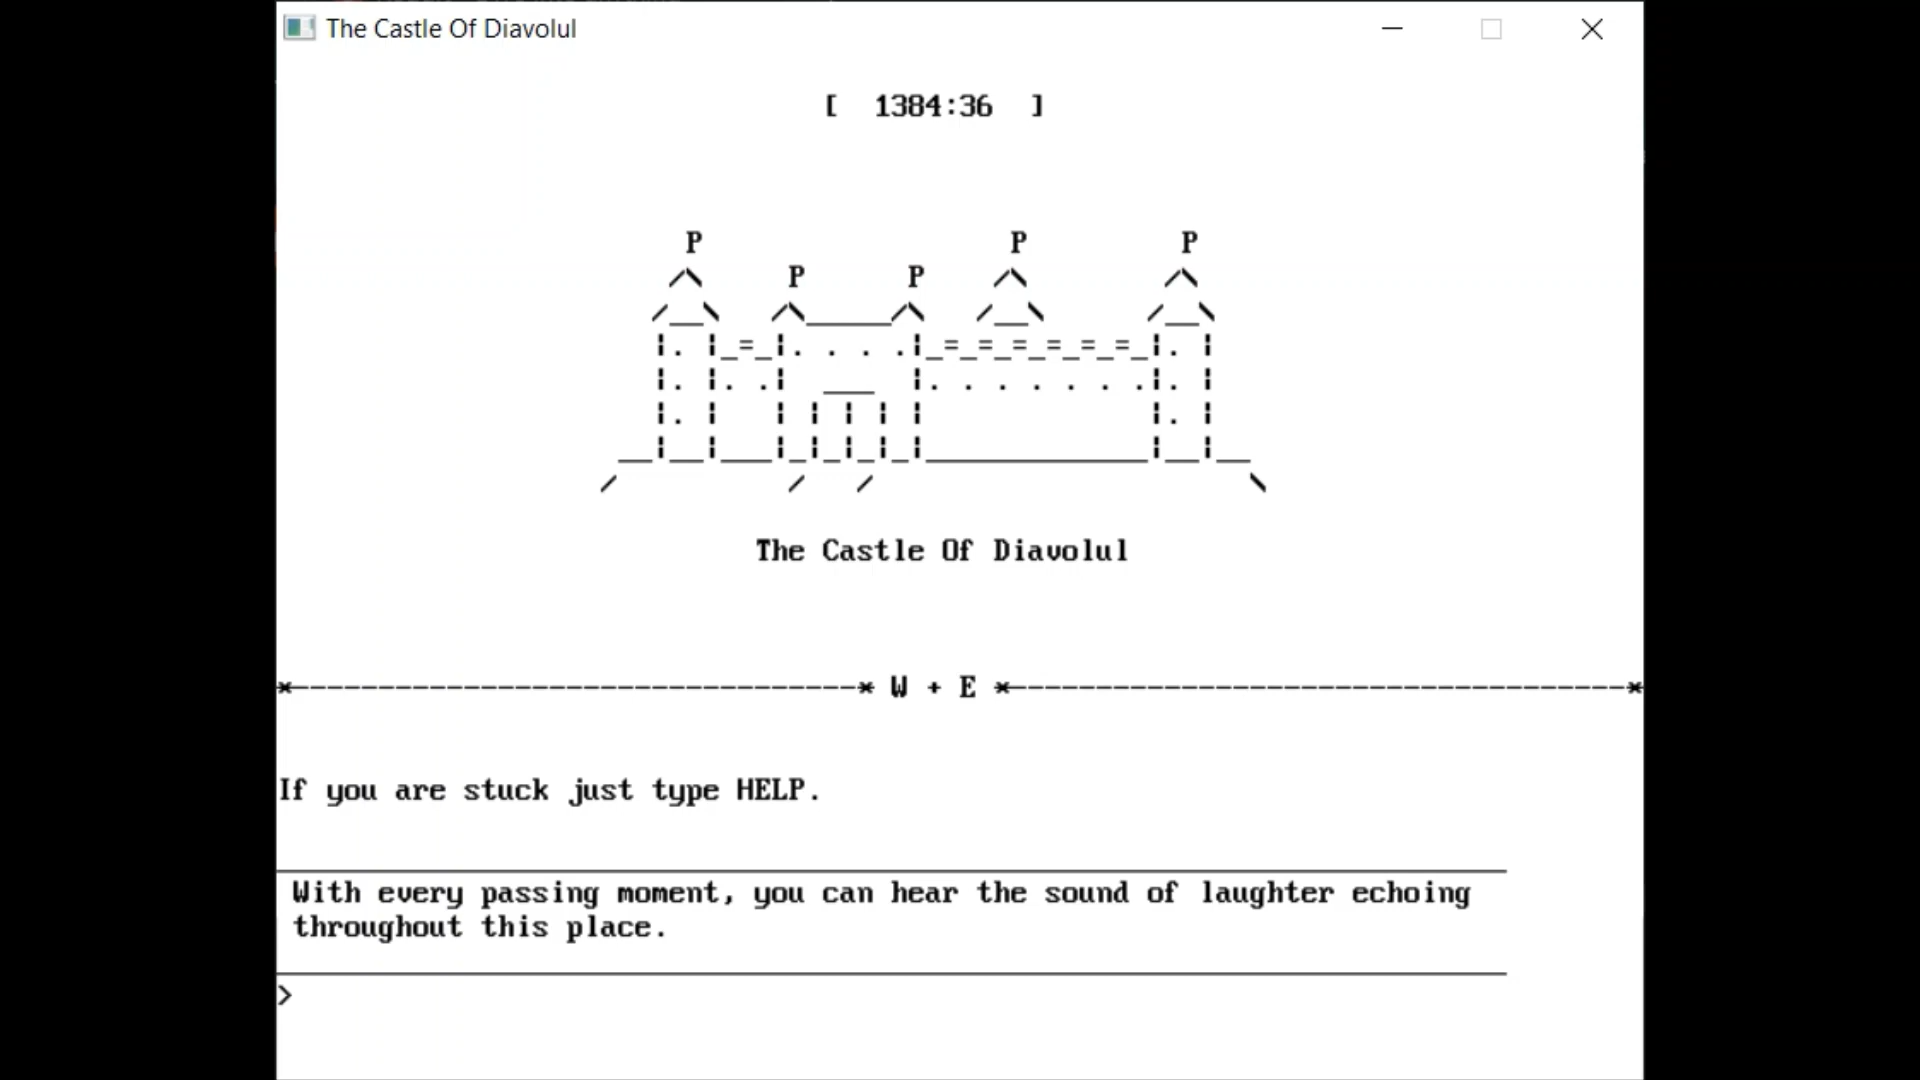 The Castle Of Diavolul
[ 1384:36 ]
The Castle Of Diavolul
W + E
If you are stuck just type HELP.
With every passing moment, you can hear the sound of laughter echoing
throughout this place.
>